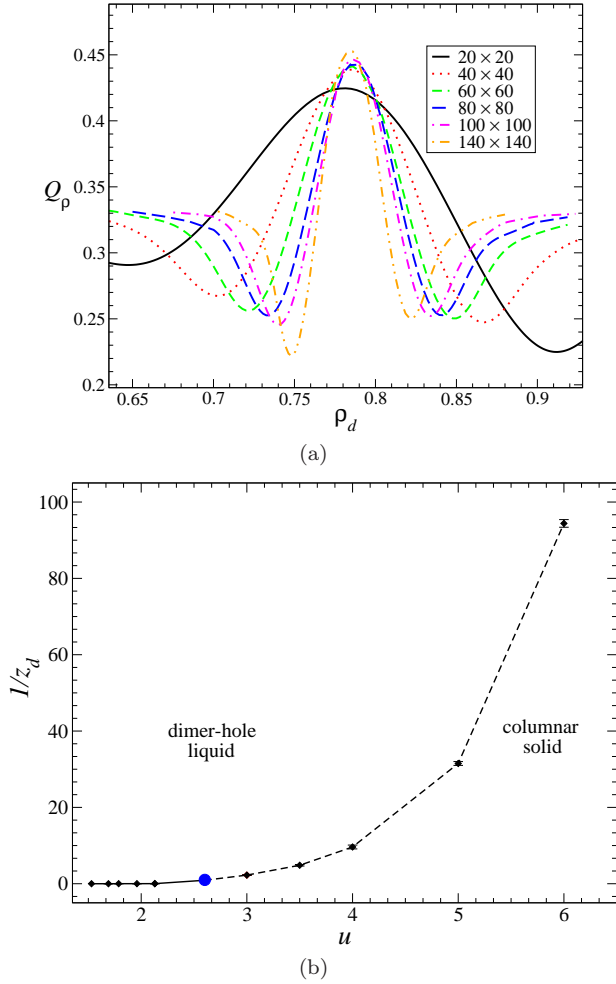 0.45
0.4
0.35
0.3
0.25
0.2
Q_ρ
20 × 20
40 × 40
60 × 60
80 × 80
100 × 100
140 × 140
0.65 0.7 0.75 0.8 0.85 0.9
ρ_d
(a)
100
80
60
40
20
0
1/z_d
dimer-hole
liquid
columnar
solid
2 3 4 5 6
u
(b)